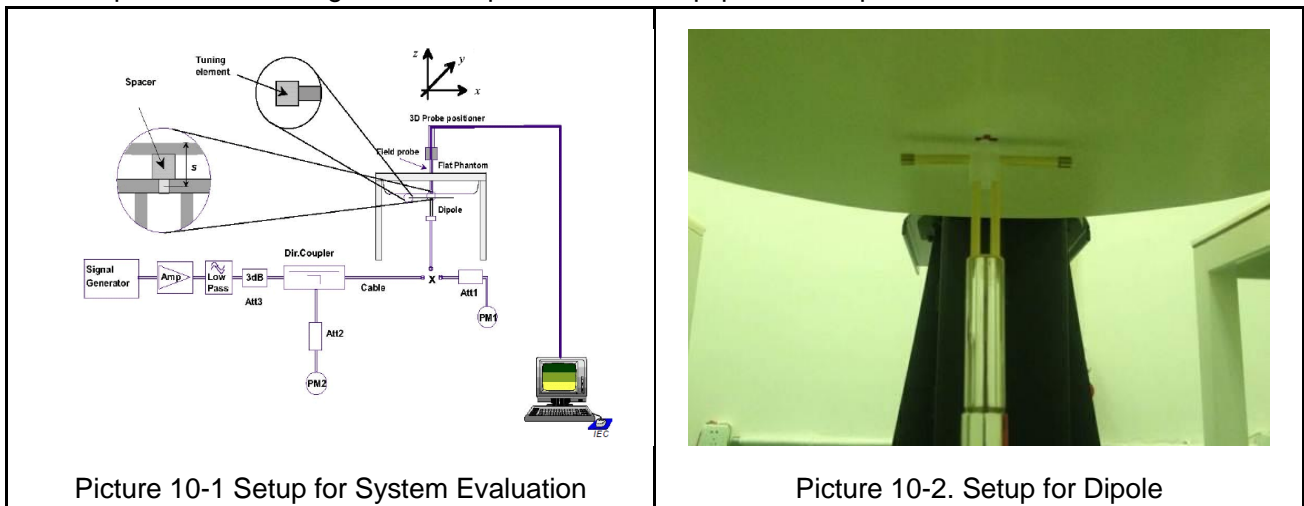 Tuning
element
Spacer
s
z
y
x
3D Probe positioner
Field probe
Flat Phantom
Dipole
Signal
Generator
Amp
Low
Pass
3dB
Att3
Dir.Coupler
Cable
x
Att1
PM1
Att2
PM2
IEC
Picture 10-1 Setup for System Evaluation
Picture 10-2. Setup for Dipole